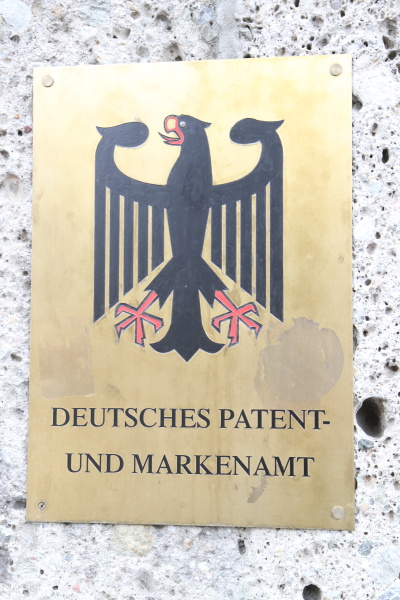 DEUTSCHES PATENT-
UND MARKENAMT